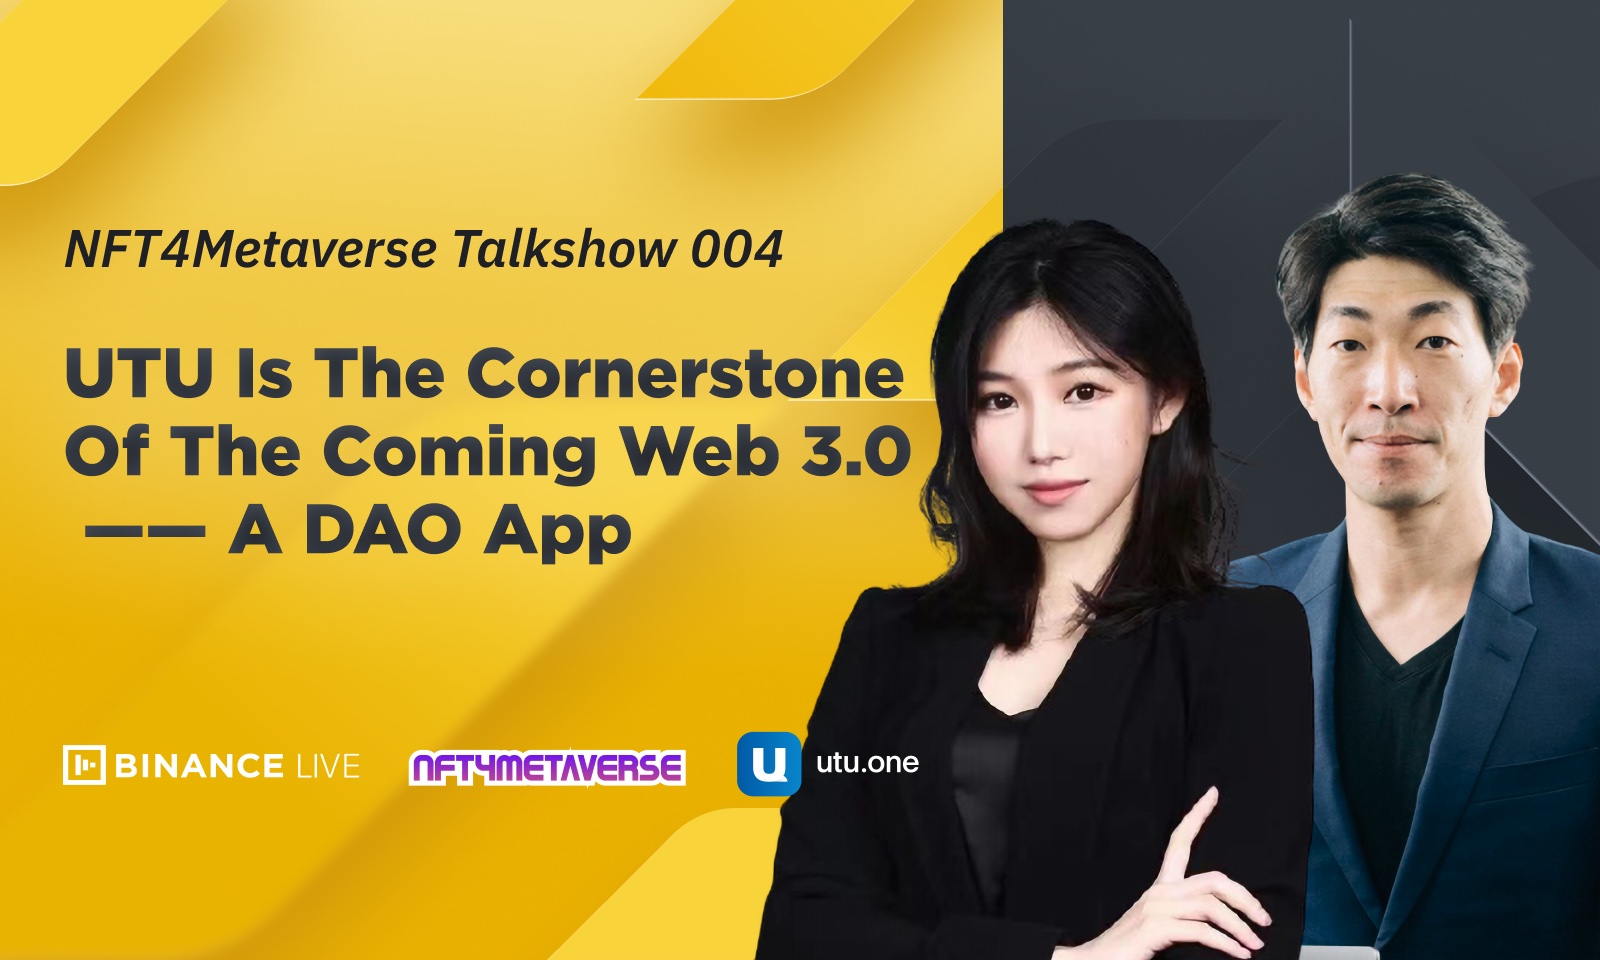 NFT4Metaverse Talkshow 004
UTU Is The Cornerstone
Of The Coming Web 3.0
—— A DAO App
BINANCE LIVE
NFT4METAVERSE
U
utu.one